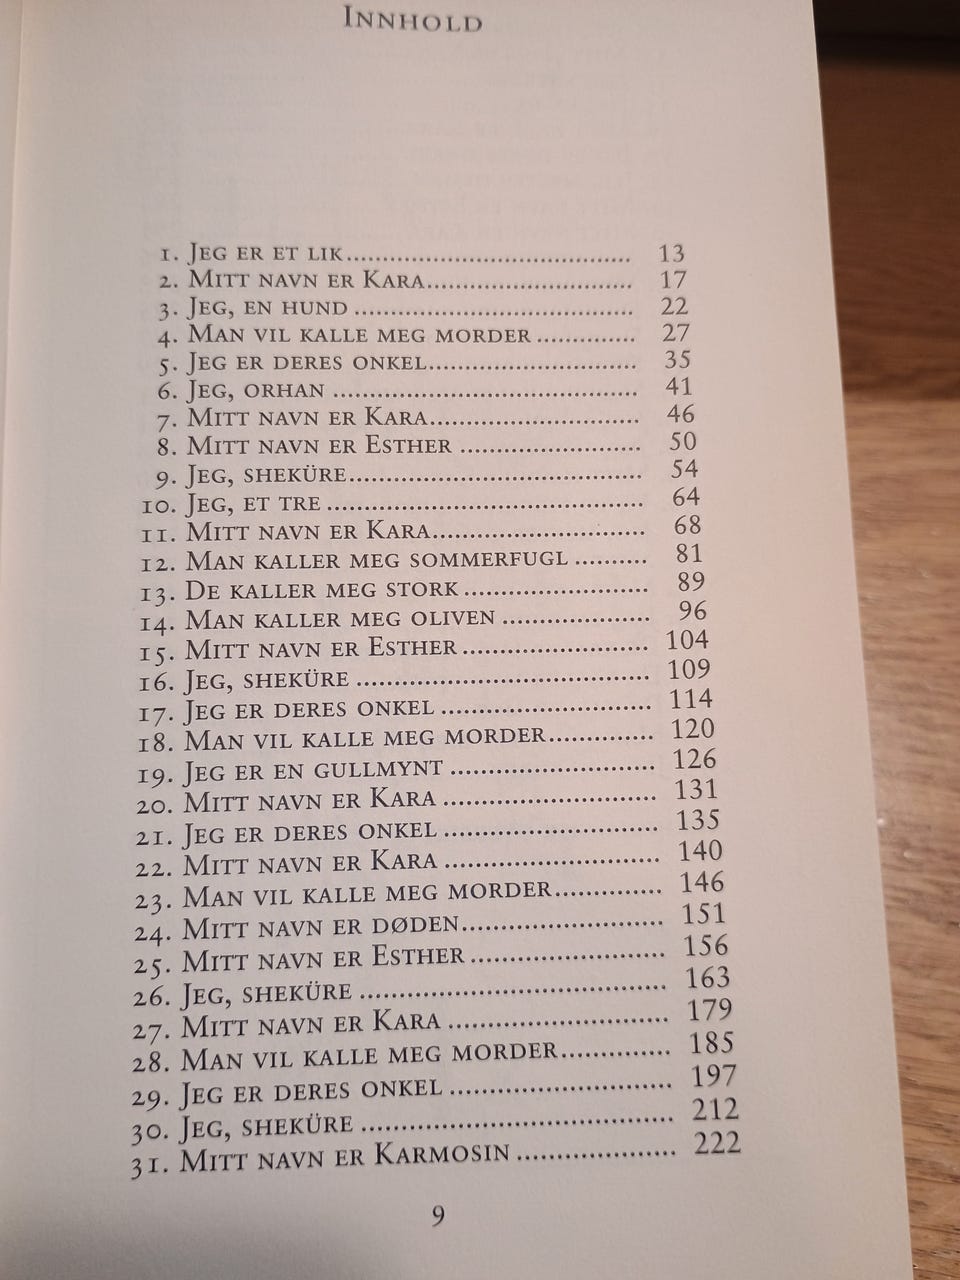 Innhold
1. Jeg er et lik................................ 13
2. Mitt navn er Kara............................. 17
3. Jeg, en hund ................................ 22
4. Man vil kalle meg morder .............. 27
5. Jeg er deres onkel........................... 35
6. Jeg, Orhan ................................... 41
7. Mitt navn er Kara............................ 46
8. Mitt navn er Esther ........................ 50
9. Jeg, Sheküre................................. 54
10. Jeg, et tre ................................... 64
11. Mitt navn er Kara............................ 68
12. Man kaller meg Sommerfugl .......... 81
13. De kaller meg Stork ........................ 89
14. Man kaller meg Oliven ................... 96
15. Mitt navn er Esther ........................ 104
16. Jeg, Sheküre ................................. 109
17. Jeg er deres onkel .......................... 114
18. Man vil kalle meg morder.............. 120
19. Jeg er en gullmynt ......................... 126
20. Mitt navn er Kara ........................... 131
21. Jeg er deres onkel .......................... 135
22. Mitt navn er Kara ........................... 140
23. Man vil kalle meg morder.............. 146
24. Mitt navn er døden......................... 151
25. Mitt navn er Esther ........................ 156
26. Jeg, Sheküre ................................. 163
27. Mitt navn er Kara ........................... 179
28. Man vil kalle meg morder.............. 185
29. Jeg er deres onkel .......................... 197
30. Jeg, Sheküre ................................. 212
31. Mitt navn er Karmosin ................... 222
9